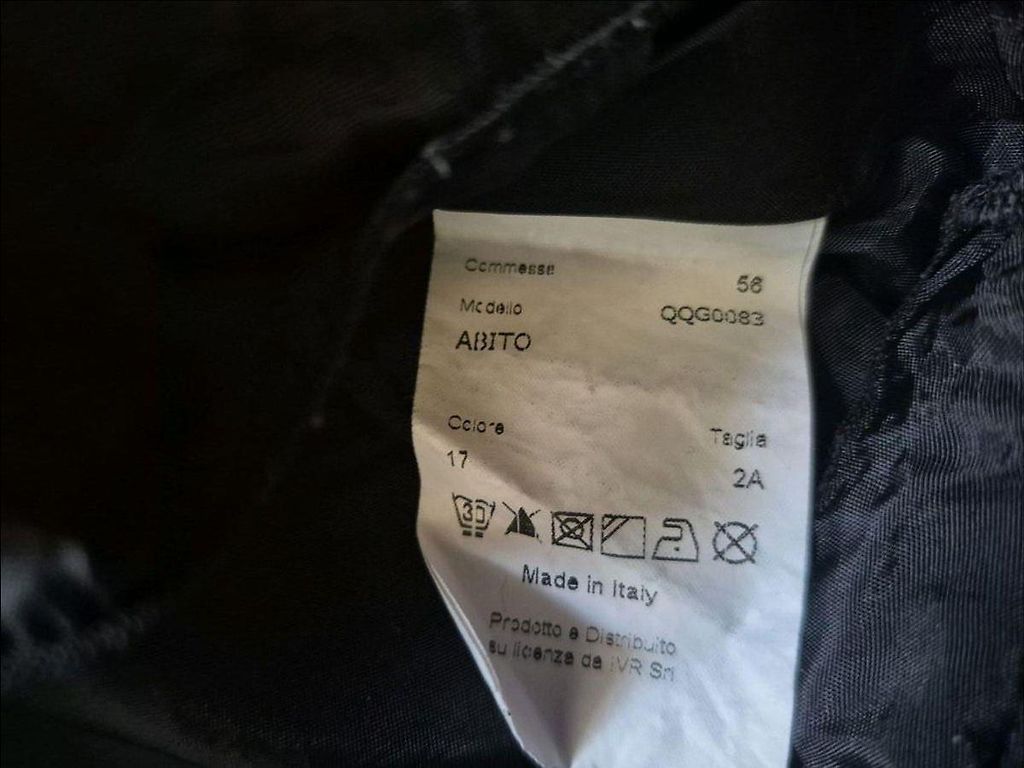 Commessa 56
Modello QQG0083
ABITO
Colore Taglia
17 2A
30
Made in Italy
Prodotto e Distribuito
su licenza da IVR Srl